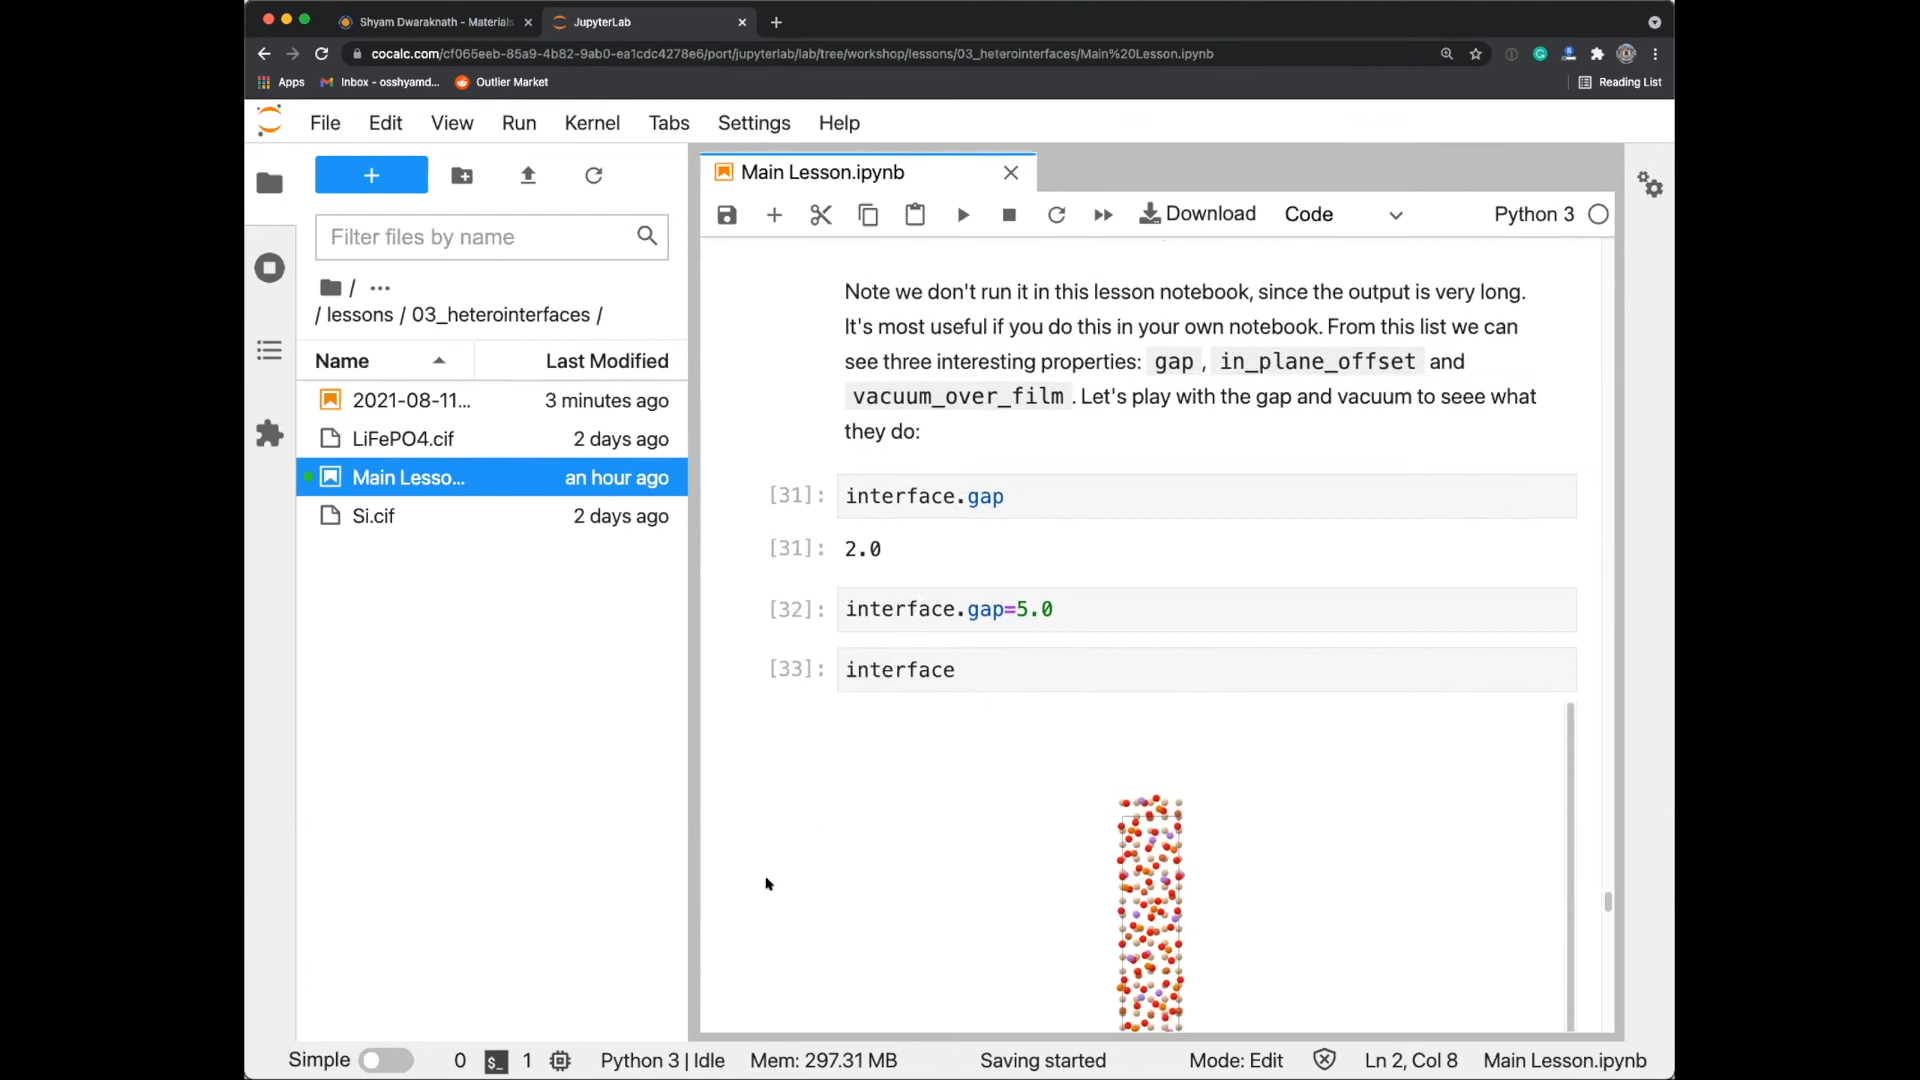 Shyam Dwaraknath - Materials
JupyterLab
cocalc.com/cf065eeb-85a9-4b82-9ab0-ea1cdc4278e6/port/jupyterlab/lab/tree/workshop/lessons/03_heterointerfaces/Main%20Lesson.ipynb
Apps
Inbox - osshyamd...
Outlier Market
Reading List
File Edit View Run Kernel Tabs Settings Help
+
Filter files by name
/ ...
/ lessons / 03_heterointerfaces /
Name Last Modified
2021-08-11... 3 minutes ago
LiFePO4.cif 2 days ago
Main Lesso... an hour ago
Si.cif 2 days ago
Main Lesson.ipynb
Download Code Python 3
Note we don't run it in this lesson notebook, since the output is very long.
It's most useful if you do this in your own notebook. From this list we can
see three interesting properties: gap , in_plane_offset and
vacuum_over_film . Let's play with the gap and vacuum to seee what
they do:
[31]: interface.gap
[31]: 2.0
[32]: interface.gap=5.0
[33]: interface
Simple 0 $_ 1 Python 3 | Idle Mem: 297.31 MB Saving started Mode: Edit Ln 2, Col 8 Main Lesson.ipynb